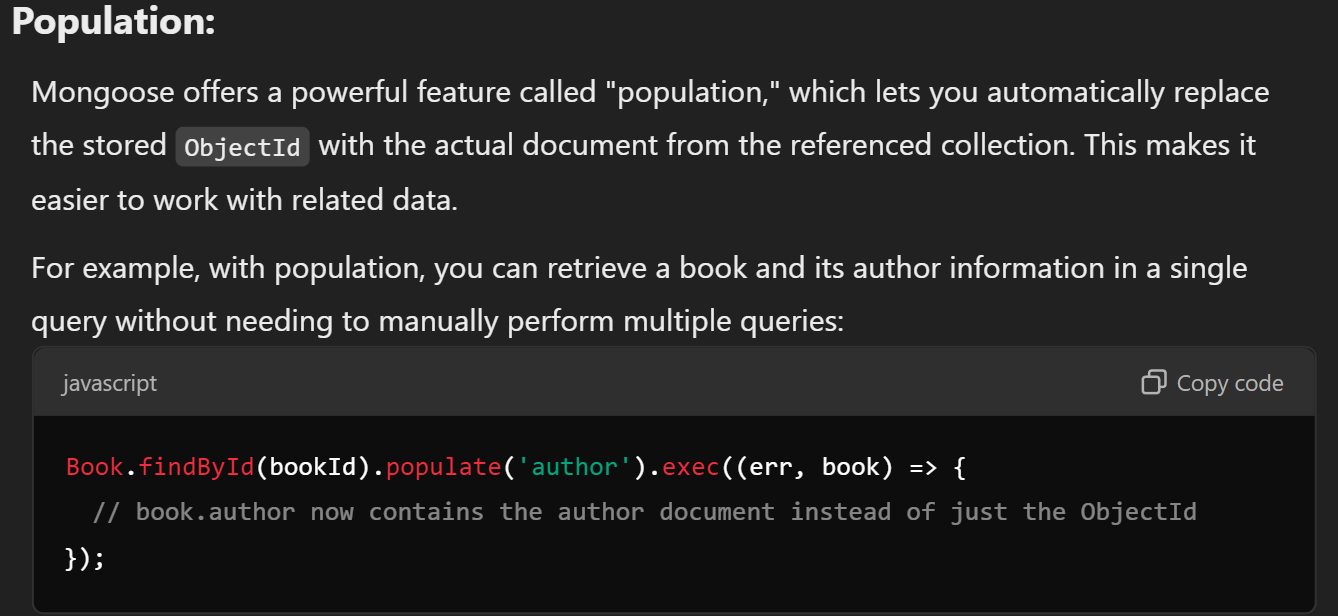 Population:
Mongoose offers a powerful feature called "population," which lets you automatically replace
the stored ObjectId with the actual document from the referenced collection. This makes it
easier to work with related data.
For example, with population, you can retrieve a book and its author information in a single
query without needing to manually perform multiple queries:
javascript
Copy code
Book.findById(bookId).populate('author').exec((err, book) => {
  // book.author now contains the author document instead of just the ObjectId
});